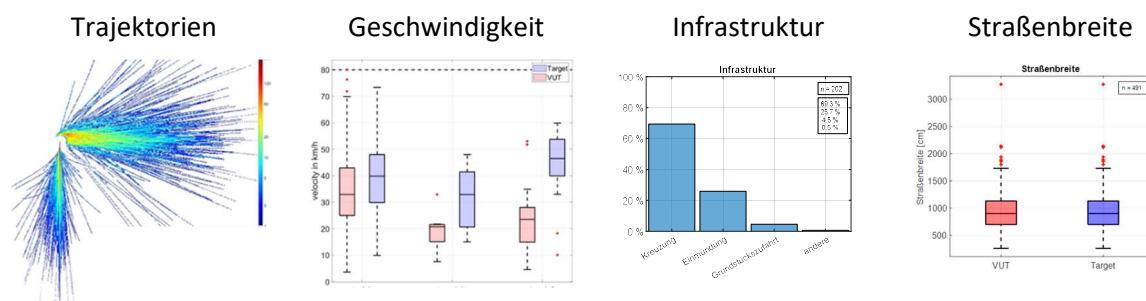 Trajektorien
Geschwindigkeit
Infrastruktur
Straßenbreite
velocity in km/h
90
80
70
60
50
40
30
20
10
0
Target
VUT
Infrastruktur
100 %
80 %
60 %
40 %
20 %
0 %
n = 202
69.3 %
25.7 %
4.5 %
0.5 %
Kreuzung
Einmündung
Grundstückszufahrt
andere
Straßenbreite
n = 491
Straßenbreite [cm]
3000
2500
2000
1500
1000
500
VUT
Target